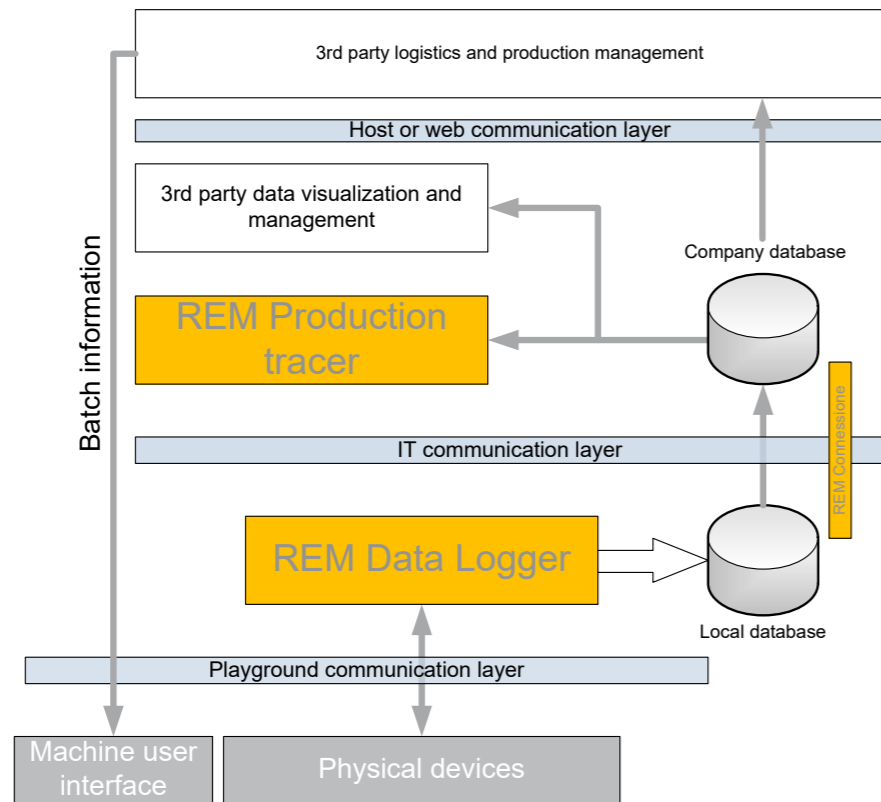 3rd party logistics and production management
Host or web communication layer
3rd party data visualization and
management
Company database
REM Production
tracer
Batch information
IT communication layer
REM Connessione
REM Data Logger
Local database
Playground communication layer
Machine user
interface
Physical devices